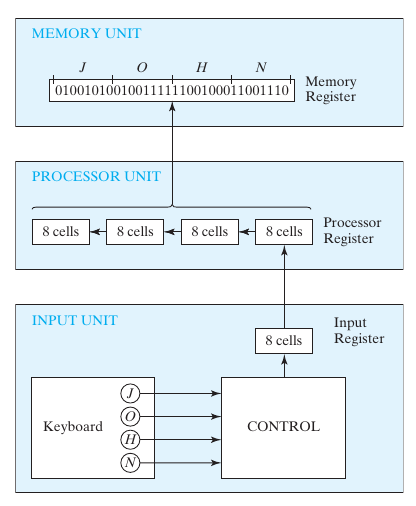 MEMORY UNIT
J O H N
01001010010011111100100011001110
Memory
Register
PROCESSOR UNIT
8 cells 8 cells 8 cells 8 cells
Processor
Register
INPUT UNIT
Input
Register
8 cells
Keyboard
J
O
H
N
CONTROL